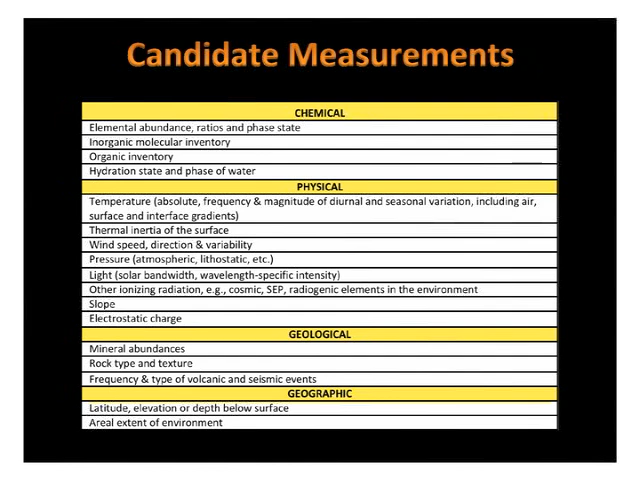 Candidate Measurements
CHEMICAL
Elemental abundance, ratios and phase state
Inorganic molecular inventory
Organic inventory
Hydration state and phase of water
PHYSICAL
Temperature (absolute, frequency & magnitude of diurnal and seasonal variation, including air,
surface and interface gradients)
Thermal inertia of the surface
Wind speed, direction & variability
Pressure (atmospheric, lithostatic, etc.)
Light (solar bandwidth, wavelength-specific intensity)
Other ionizing radiation, e.g., cosmic, SEP, radiogenic elements in the environment
Slope
Electrostatic charge
GEOLOGICAL
Mineral abundances
Rock type and texture
Frequency & type of volcanic and seismic events
GEOGRAPHIC
Latitude, elevation or depth below surface
Areal extent of environment